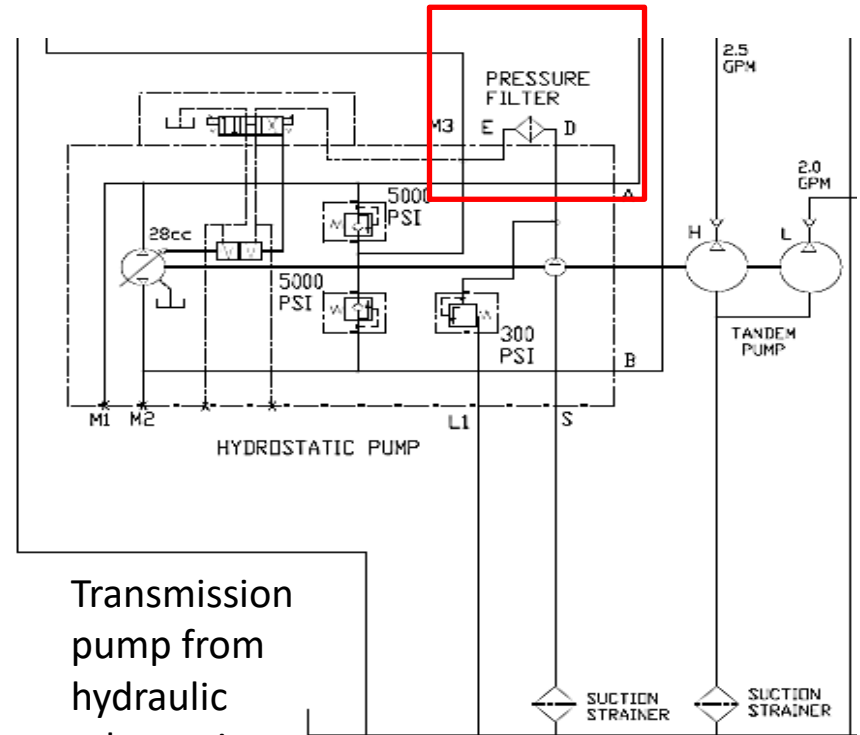 2.5
GPM
PRESSURE
FILTER
M3
E
D
2.0
GPM
5000
PSI
A
28cc
H
L
5000
PSI
300
PSI
TANDEM
PUMP
B
M1
M2
L1
S
HYDROSTATIC PUMP
Transmission
pump from
hydraulic
SUCTION
STRAINER
SUCTION
STRAINER